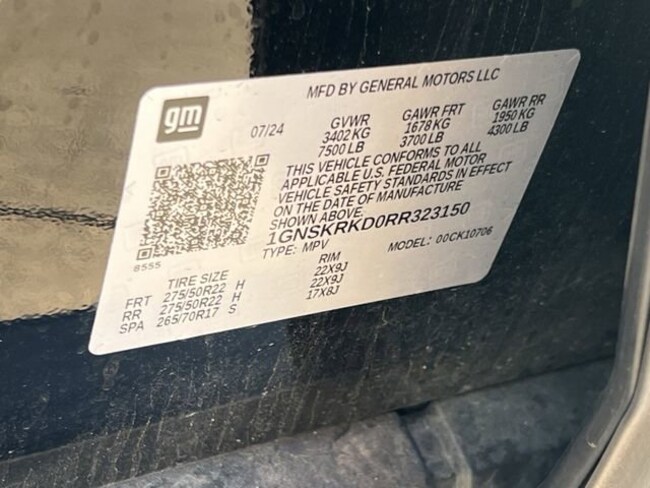 gm
MFD BY GENERAL MOTORS LLC
07/24
GVWR GAWR FRT GAWR RR
3402 KG 1678 KG 1950 KG
7500 LB 3700 LB 4300 LB
THIS VEHICLE CONFORMS TO ALL
APPLICABLE U.S. FEDERAL MOTOR
VEHICLE SAFETY STANDARDS IN EFFECT
ON THE DATE OF MANUFACTURE
SHOWN ABOVE.
1GNSKRKD0RR323150
TYPE: MPV MODEL: 00CK10706
8555
TIRE SIZE RIM
FRT 275/50R22 H 22X9J
RR 275/50R22 H 22X9J
SPA 265/70R17 S 17X8J